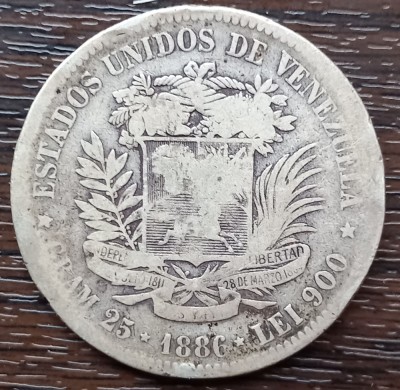 ESTADOS UNIDOS DE VENEZUELA
LIBERTAD
28 DE MARZO
GRAM 25 * 1886 * LEI 900